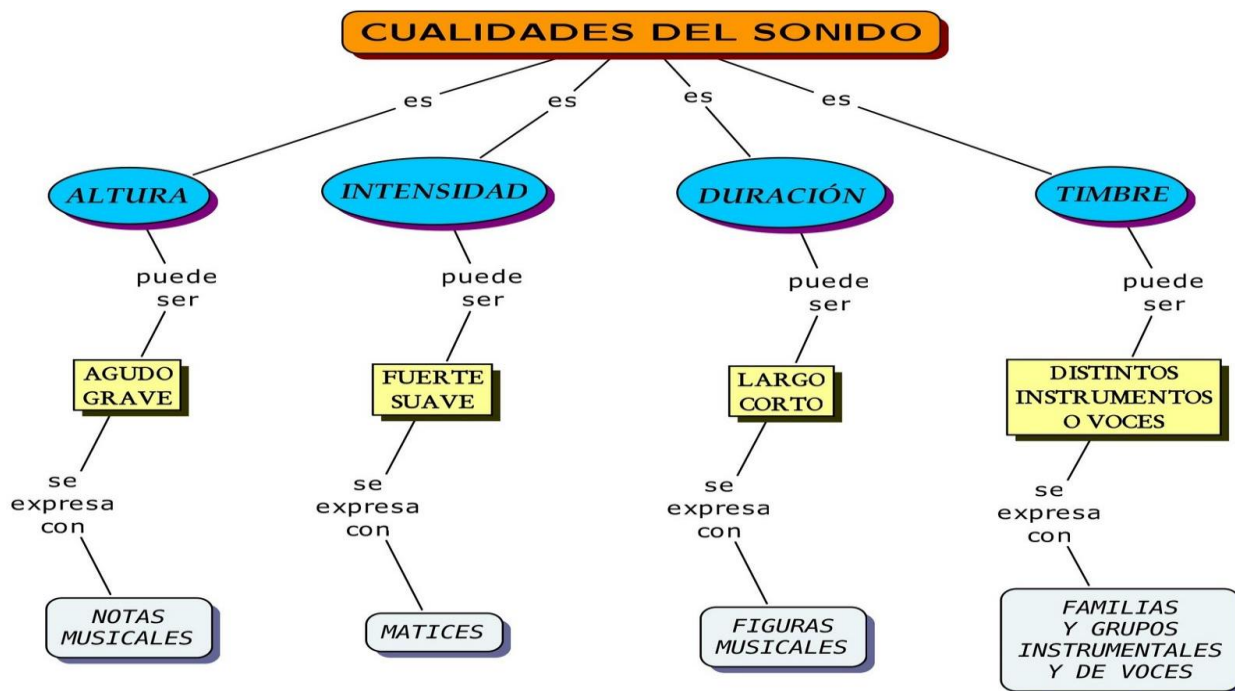 CUALIDADES DEL SONIDO
es
es
es
es
ALTURA
INTENSIDAD
DURACIÓN
TIMBRE
puede
ser
puede
ser
puede
ser
puede
ser
AGUDO
GRAVE
FUERTE
SUAVE
LARGO
CORTO
DISTINTOS
INSTRUMENTOS
O VOCES
se
expresa
con
se
expresa
con
se
expresa
con
se
expresa
con
NOTAS
MUSICALES
MATICES
FIGURAS
MUSICALES
FAMILIAS
Y GRUPOS
INSTRUMENTALES
Y DE VOCES